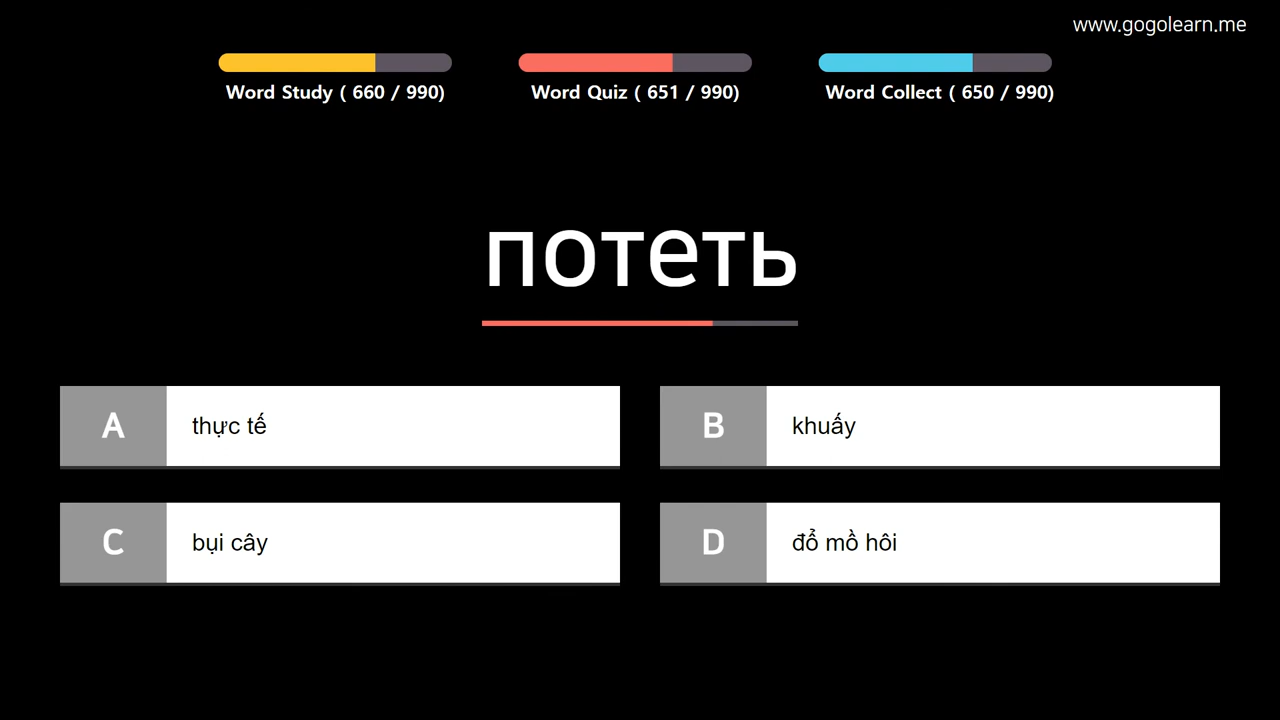 www.gogolearn.me
Word Study ( 660 / 990)
Word Quiz ( 651 / 990)
Word Collect ( 650 / 990)
потеть
A thực tế
B khuấy
C bụi cây
D đổ mồ hôi